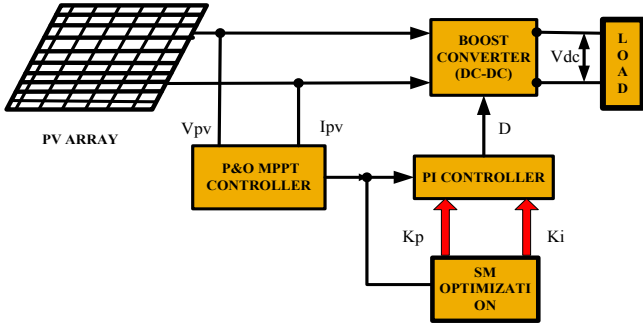 BOOST
CONVERTER
(DC-DC)
Vdc
L
O
A
D
PV ARRAY
Vpv
Ipv
D
P&O MPPT
CONTROLLER
PI CONTROLLER
Kp
Ki
SM
OPTIMIZATI
ON